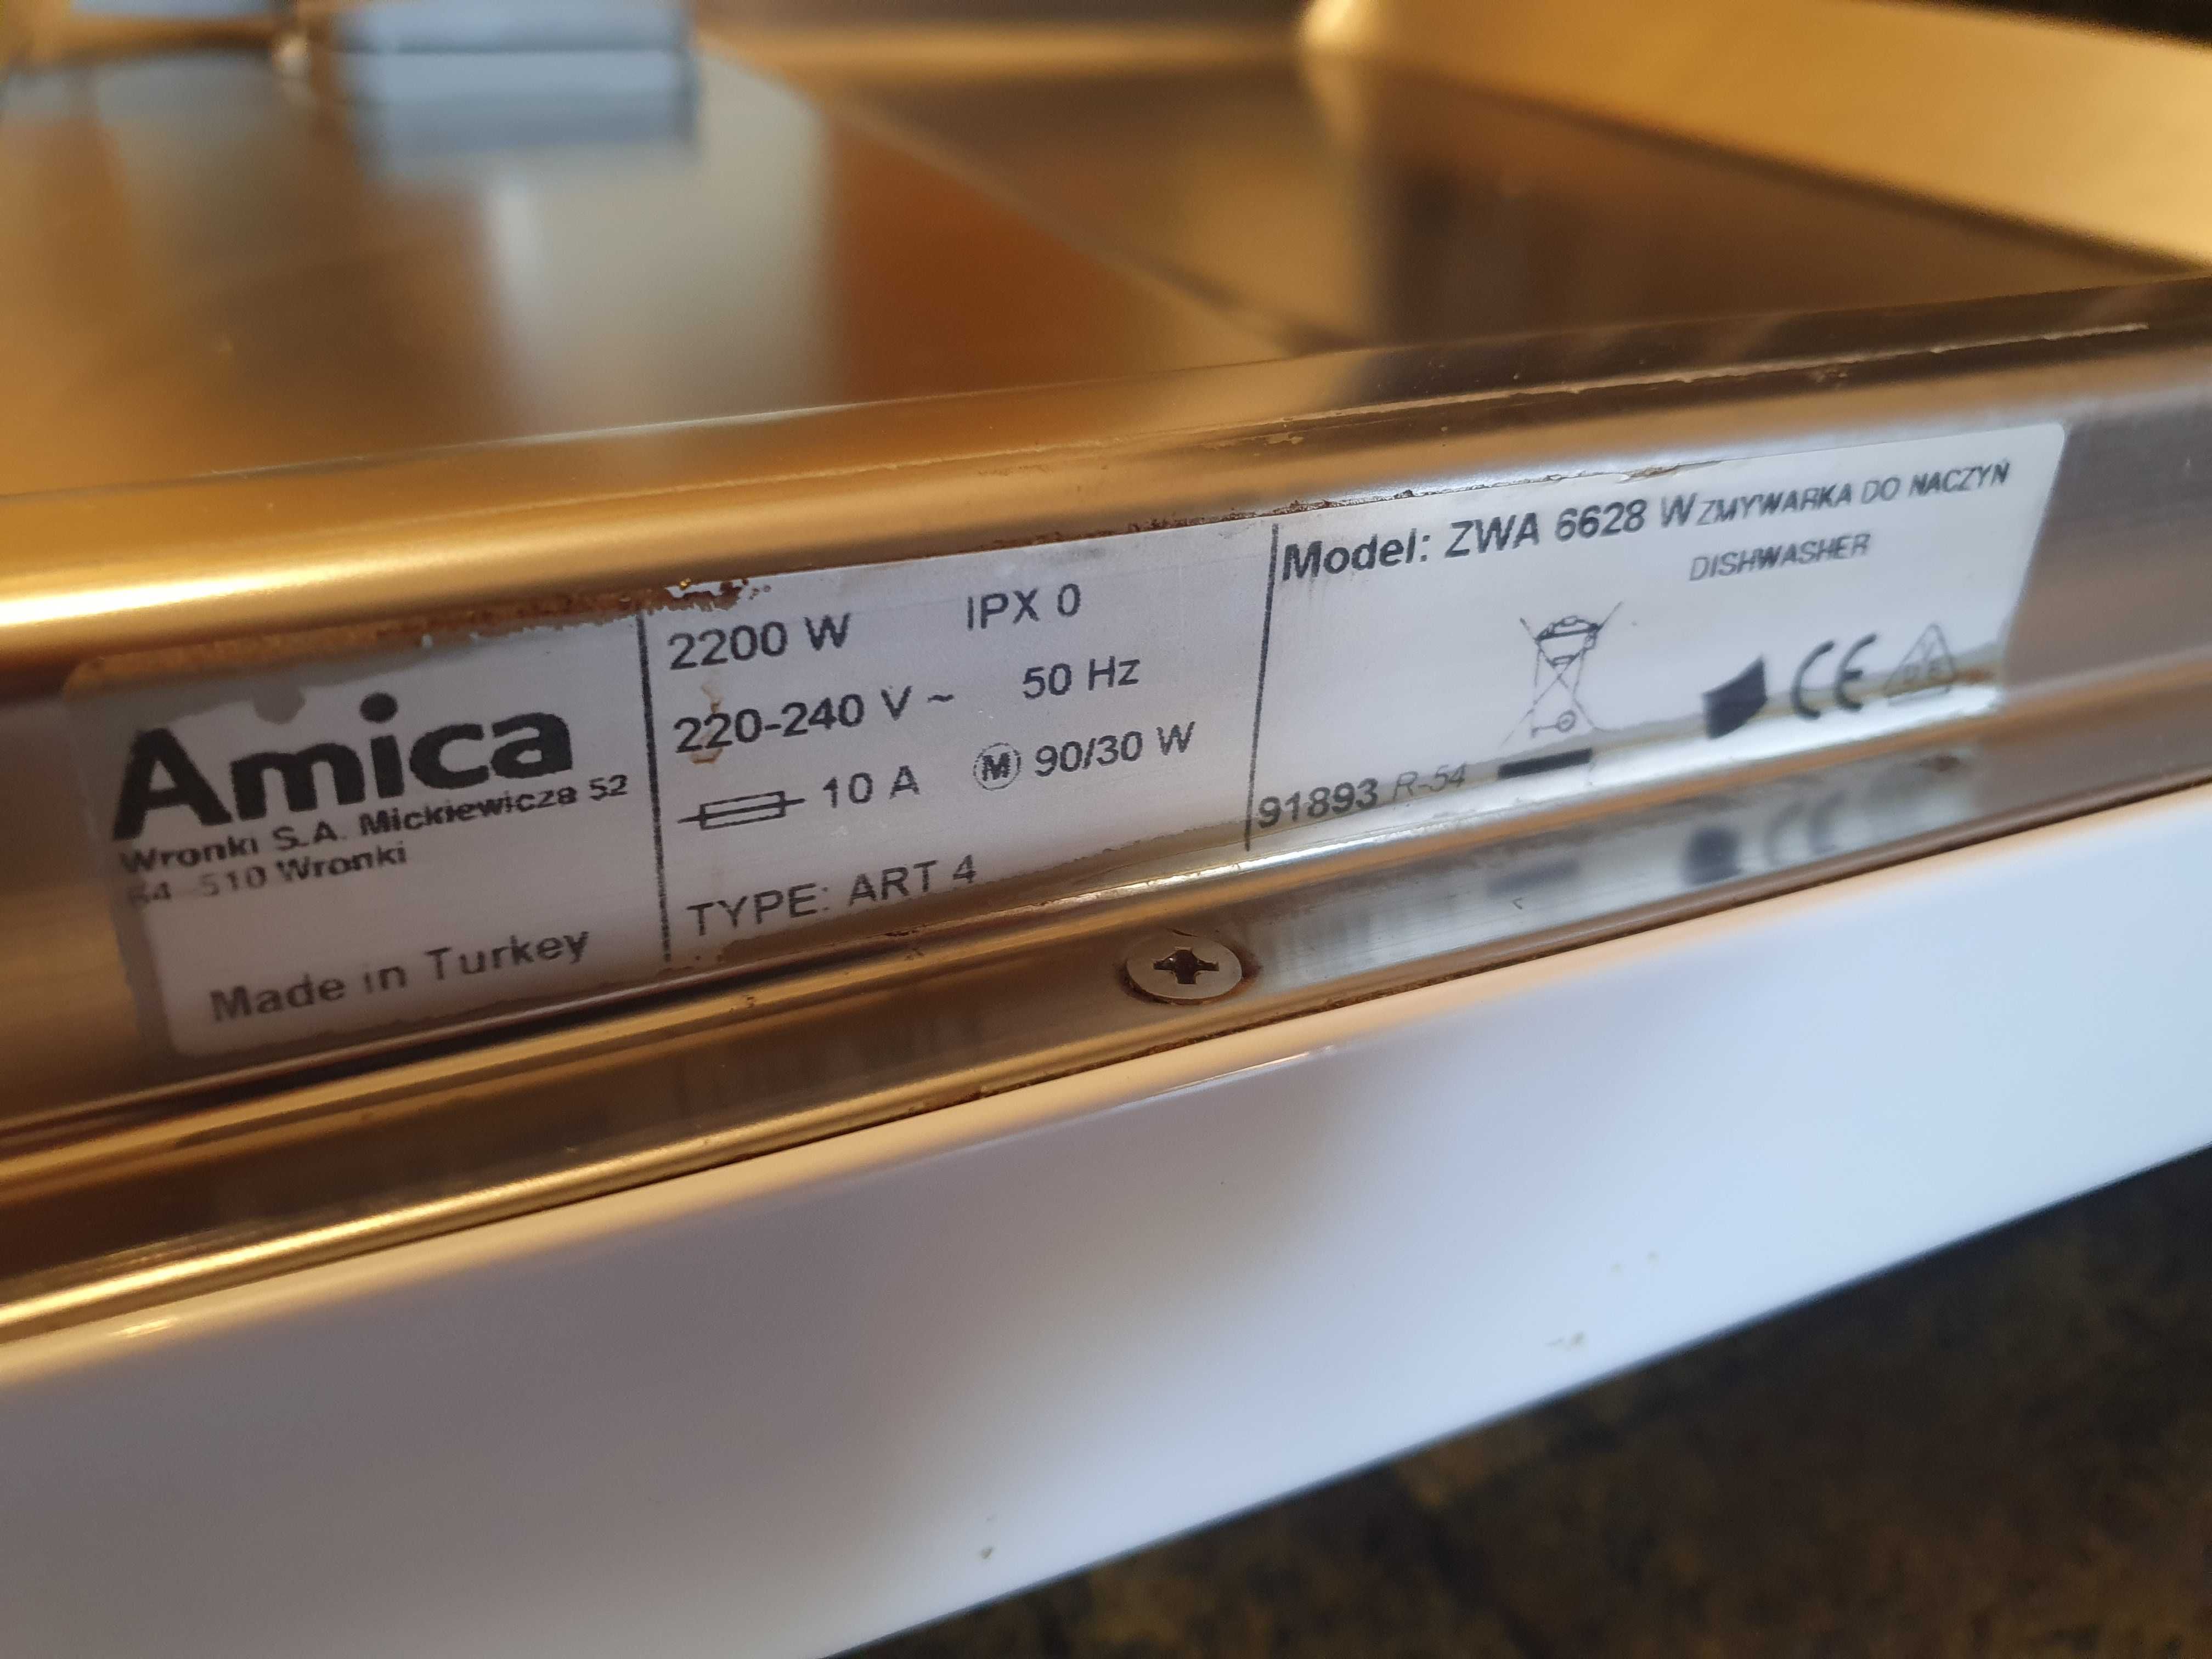 Amica
Wronki S.A. Mickiewicza 52
64-510 Wronki
Made in Turkey
2200 W IPX 0
220-240 V ~ 50 Hz
10 A M 90/30 W
TYPE: ART 4
Model: ZWA 6628 W ZMYWARKA DO NACZYŃ
DISHWASHER
CE
91893 R-54